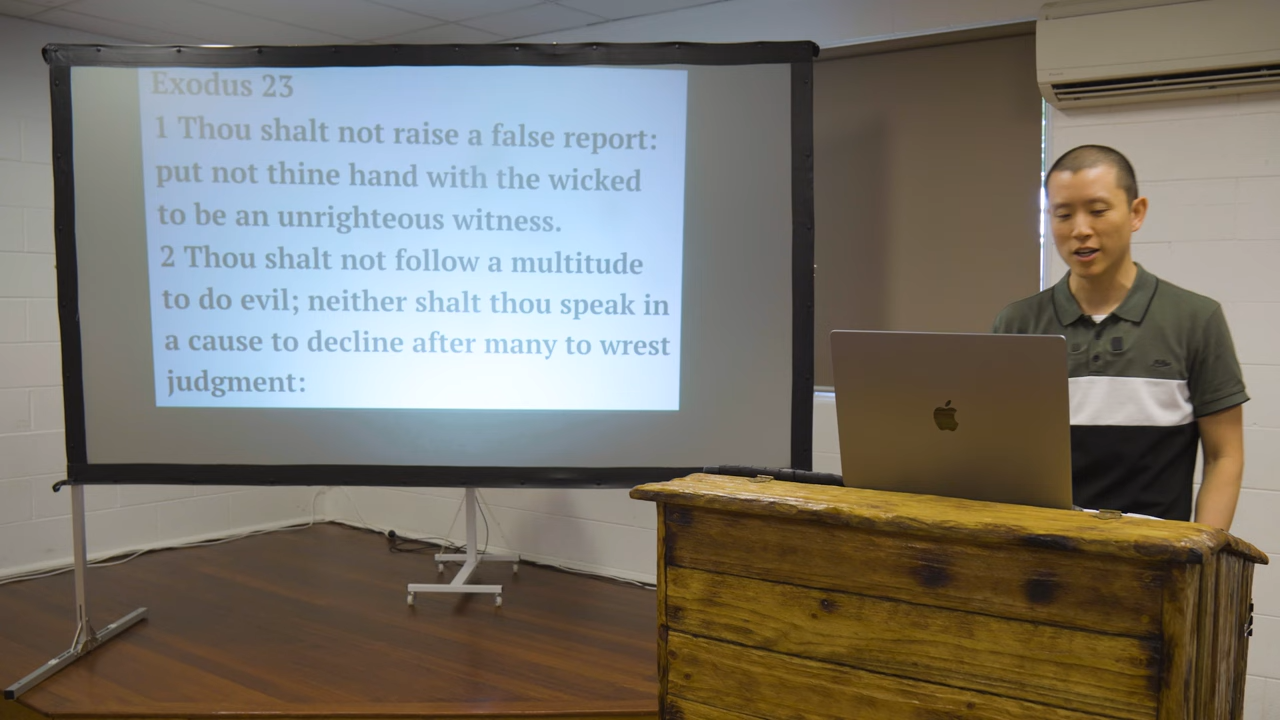 Exodus 23
1 Thou shalt not raise a false report:
put not thine hand with the wicked
to be an unrighteous witness.
2 Thou shalt not follow a multitude
to do evil; neither shalt thou speak in
a cause to decline after many to wrest
judgment: